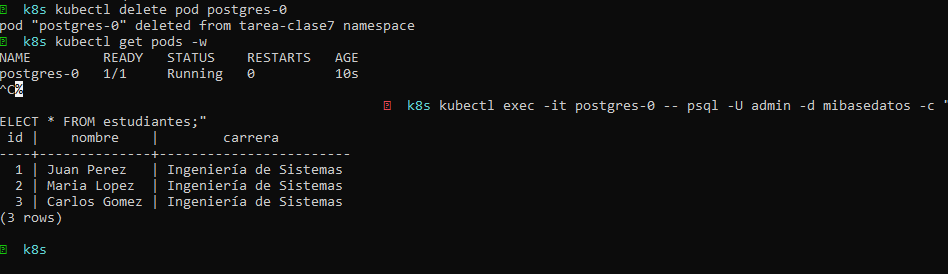 k8s kubectl delete pod postgres-0
pod "postgres-0" deleted from tarea-clase7 namespace
k8s kubectl get pods -w
NAME         READY   STATUS    RESTARTS   AGE
postgres-0   1/1     Running   0          10s
^C%
k8s kubectl exec -it postgres-0 -- psql -U admin -d mibasedatos -c "
ELECT * FROM estudiantes;"
 id |    nombre    |        carrera
----+--------------+------------------------
  1 | Juan Perez   | Ingeniería de Sistemas
  2 | Maria Lopez  | Ingeniería de Sistemas
  3 | Carlos Gomez | Ingeniería de Sistemas
(3 rows)
k8s